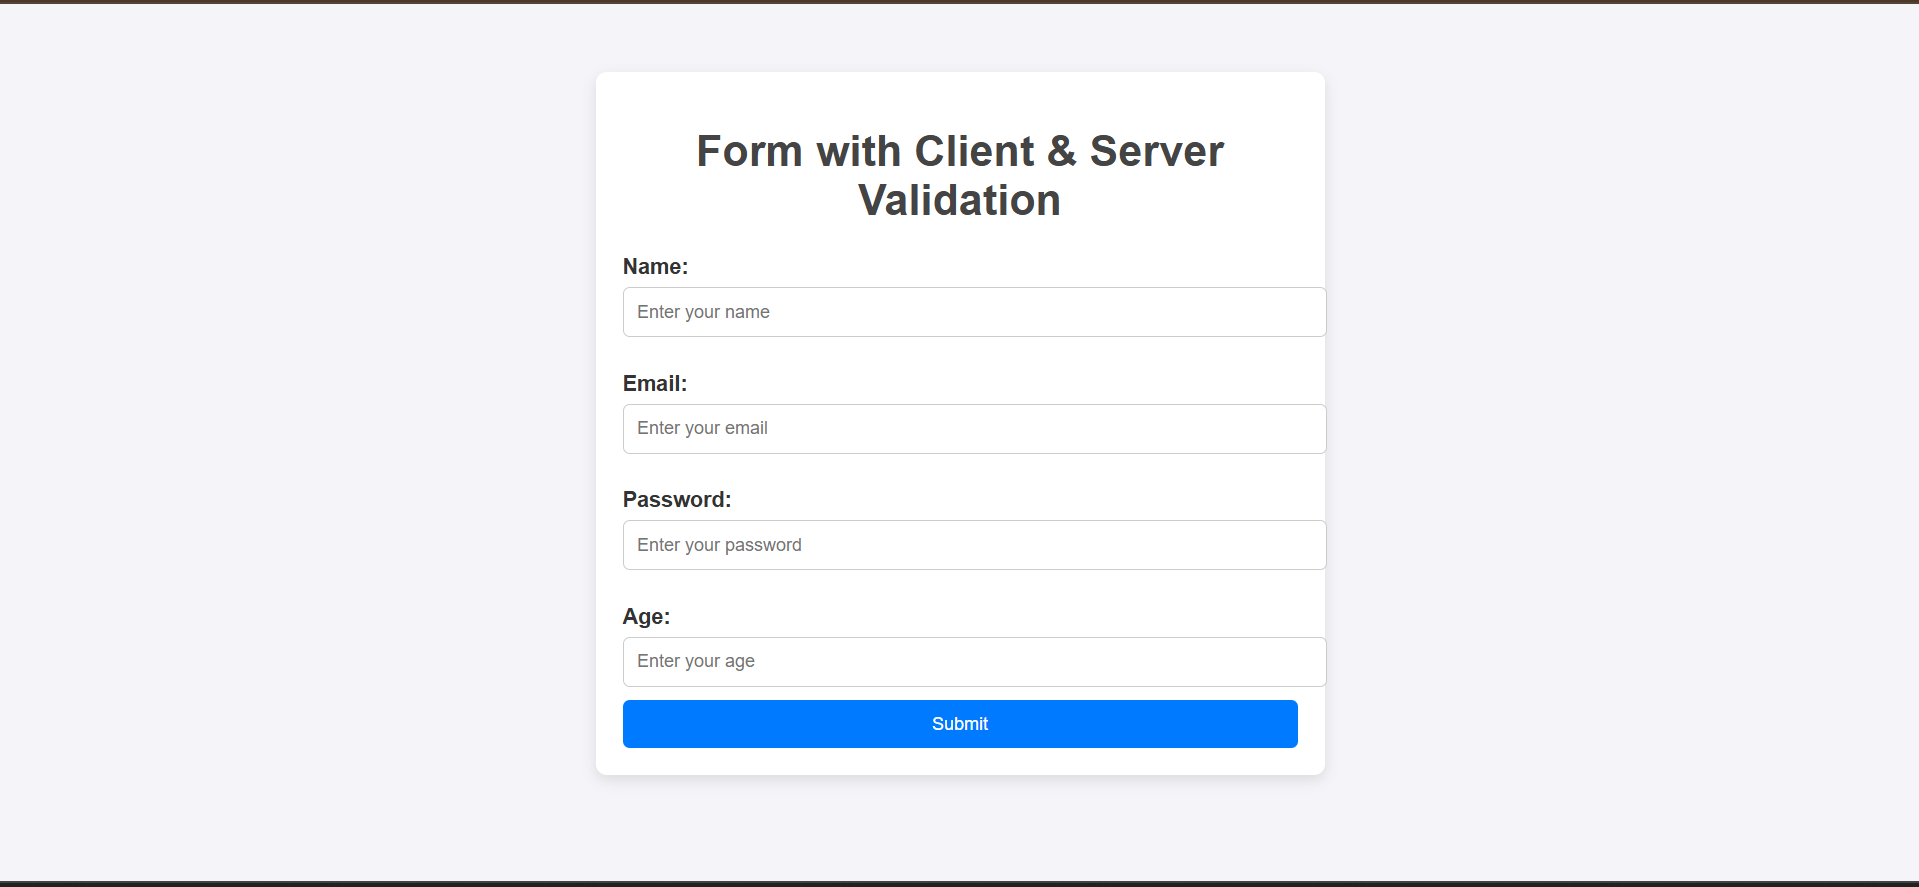 Form with Client & Server
Validation
Name:
Enter your name
Email:
Enter your email
Password:
Enter your password
Age:
Enter your age
Submit